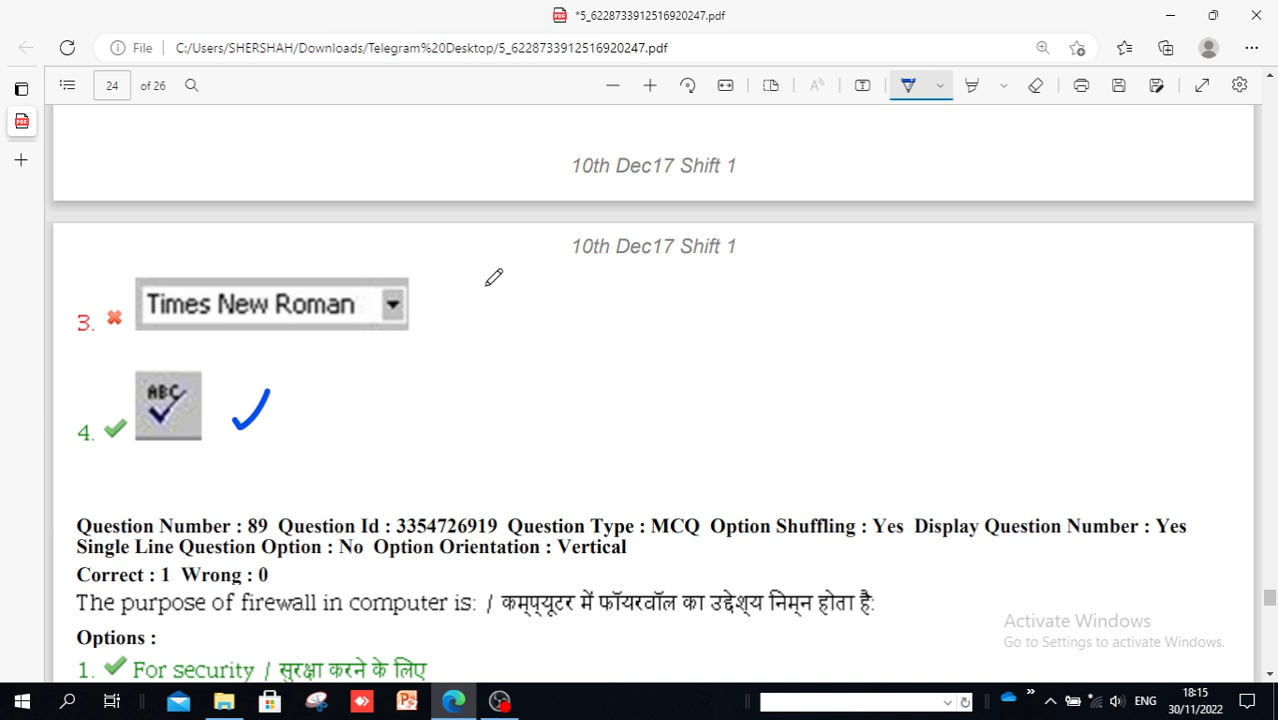 *5_6228733912516920247.pdf
File | C:/Users/SHERSHAH/Downloads/Telegram%20Desktop/5_6228733912516920247.pdf
24 of 26
10th Dec17 Shift 1
10th Dec17 Shift 1
3. Times New Roman
ABC
4.
Question Number : 89 Question Id : 3354726919 Question Type : MCQ Option Shuffling : Yes Display Question Number : Yes
Single Line Question Option : No Option Orientation : Vertical
Correct : 1 Wrong : 0
The purpose of firewall in computer is: / कम्प्यूटर में फॉयरवॉल का उद्देश्य निम्न होता है:
Options :
1. For security / सुरक्षा करने के लिए
Activate Windows
Go to Settings to activate Windows.
ENG
18:15
30/11/2022